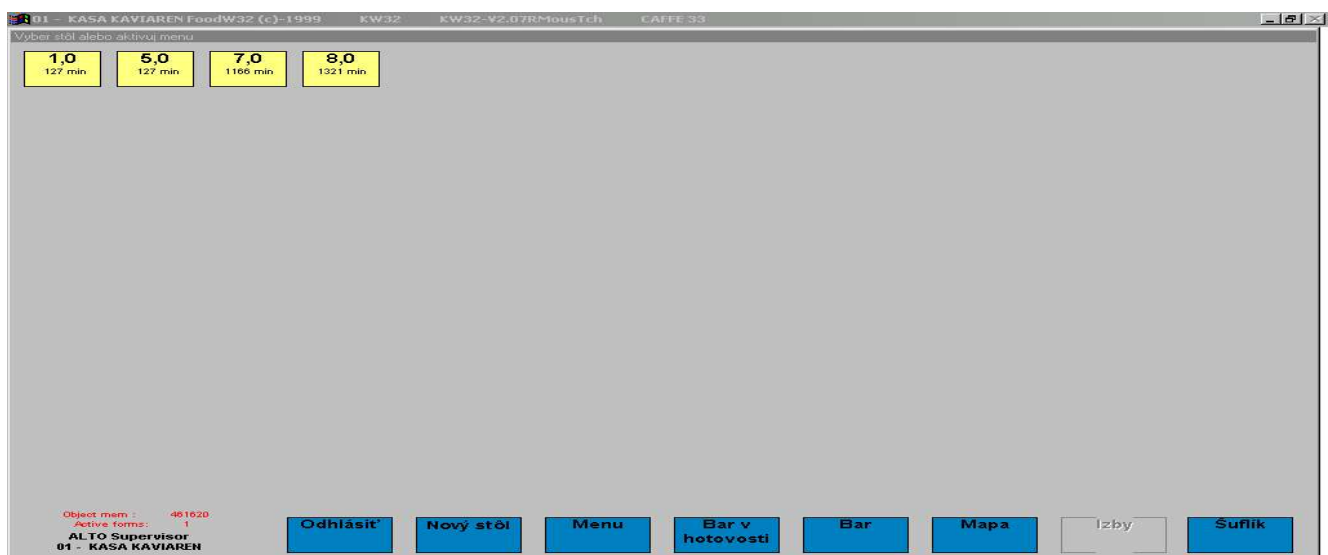 01 - KASA KAVIAREN FoodW32 (c)-1999 KW32 KW32-V2.07RMousTch CAFFE 33
Vyber stôl alebo aktivuj menu
1,0 5,0 7,0 8,0
127 min 127 min 1166 min 1321 min
Object mem : 461620
Active forms: 1
ALTO Supervisor
01 - KASA KAVIAREN
Odhlásiť Nový stôl Menu Bar v Bar Mapa Izby Šuflík
hotovosti